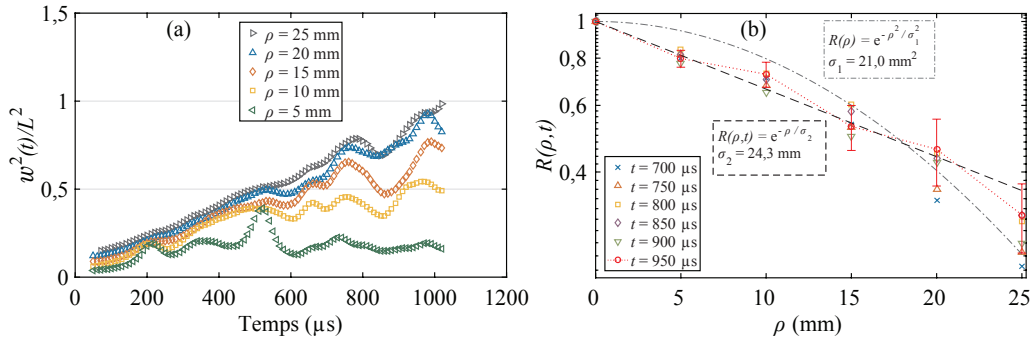 (a)
w²(t)/L²
1,5
1
0,5
0
0
200
400
600
800
1000
1200
Temps (µs)
ρ = 25 mm
ρ = 20 mm
ρ = 15 mm
ρ = 10 mm
ρ = 5 mm
(b)
R(ρ,t)
1
0,8
0,6
0,4
0
5
10
15
20
25
ρ (mm)
R(ρ) = e^{-ρ²/σ₁²}
σ₁ = 21,0 mm²
R(ρ,t) = e^{-ρ/σ₂}
σ₂ = 24,3 mm
t = 700 µs
t = 750 µs
t = 800 µs
t = 850 µs
t = 900 µs
t = 950 µs